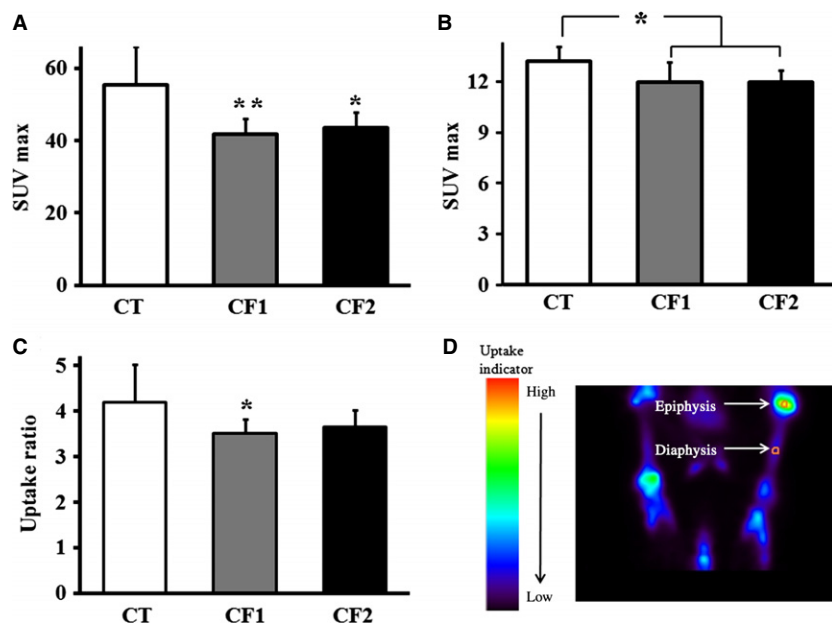 A
SUV max
60
40
20
0
**
*
CT
CF1
CF2
B
SUV max
12
9
6
3
0
*
CT
CF1
CF2
C
Uptake ratio
5
4
3
2
1
0
*
CT
CF1
CF2
D
Uptake
indicator
High
Low
Epiphysis
Diaphysis